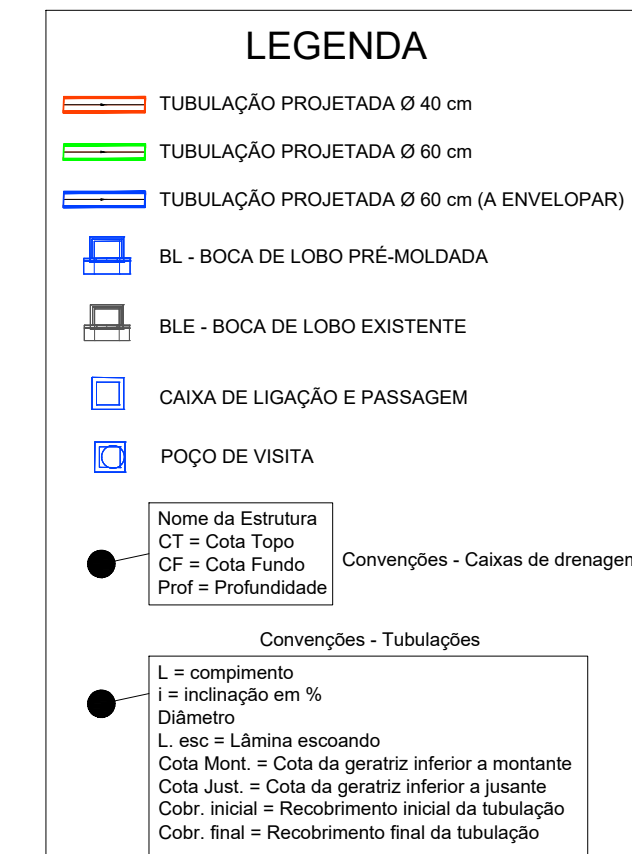 LEGENDA
TUBULAÇÃO PROJETADA Ø 40 cm
TUBULAÇÃO PROJETADA Ø 60 cm
TUBULAÇÃO PROJETADA Ø 60 cm (A ENVELOPAR)
BL - BOCA DE LOBO PRÉ-MOLDADA
BLE - BOCA DE LOBO EXISTENTE
CAIXA DE LIGAÇÃO E PASSAGEM
POÇO DE VISITA
Nome da Estrutura
CT = Cota Topo
CF = Cota Fundo
Prof = Profundidade
Convenções - Caixas de drenagem
Convenções - Tubulações
L = compimento
i = inclinação em %
Diâmetro
L. esc = Lâmina escoando
Cota Mont. = Cota da geratriz inferior a montante
Cota Just. = Cota da geratriz inferior a jusante
Cobr. inicial = Recobrimento inicial da tubulação
Cobr. final = Recobrimento final da tubulação